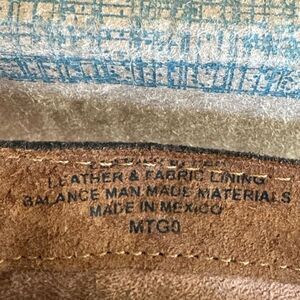 LEATHER & FABRIC LINING
BALANCE MAN MADE MATERIALS
MADE IN MEXICO
MTG0